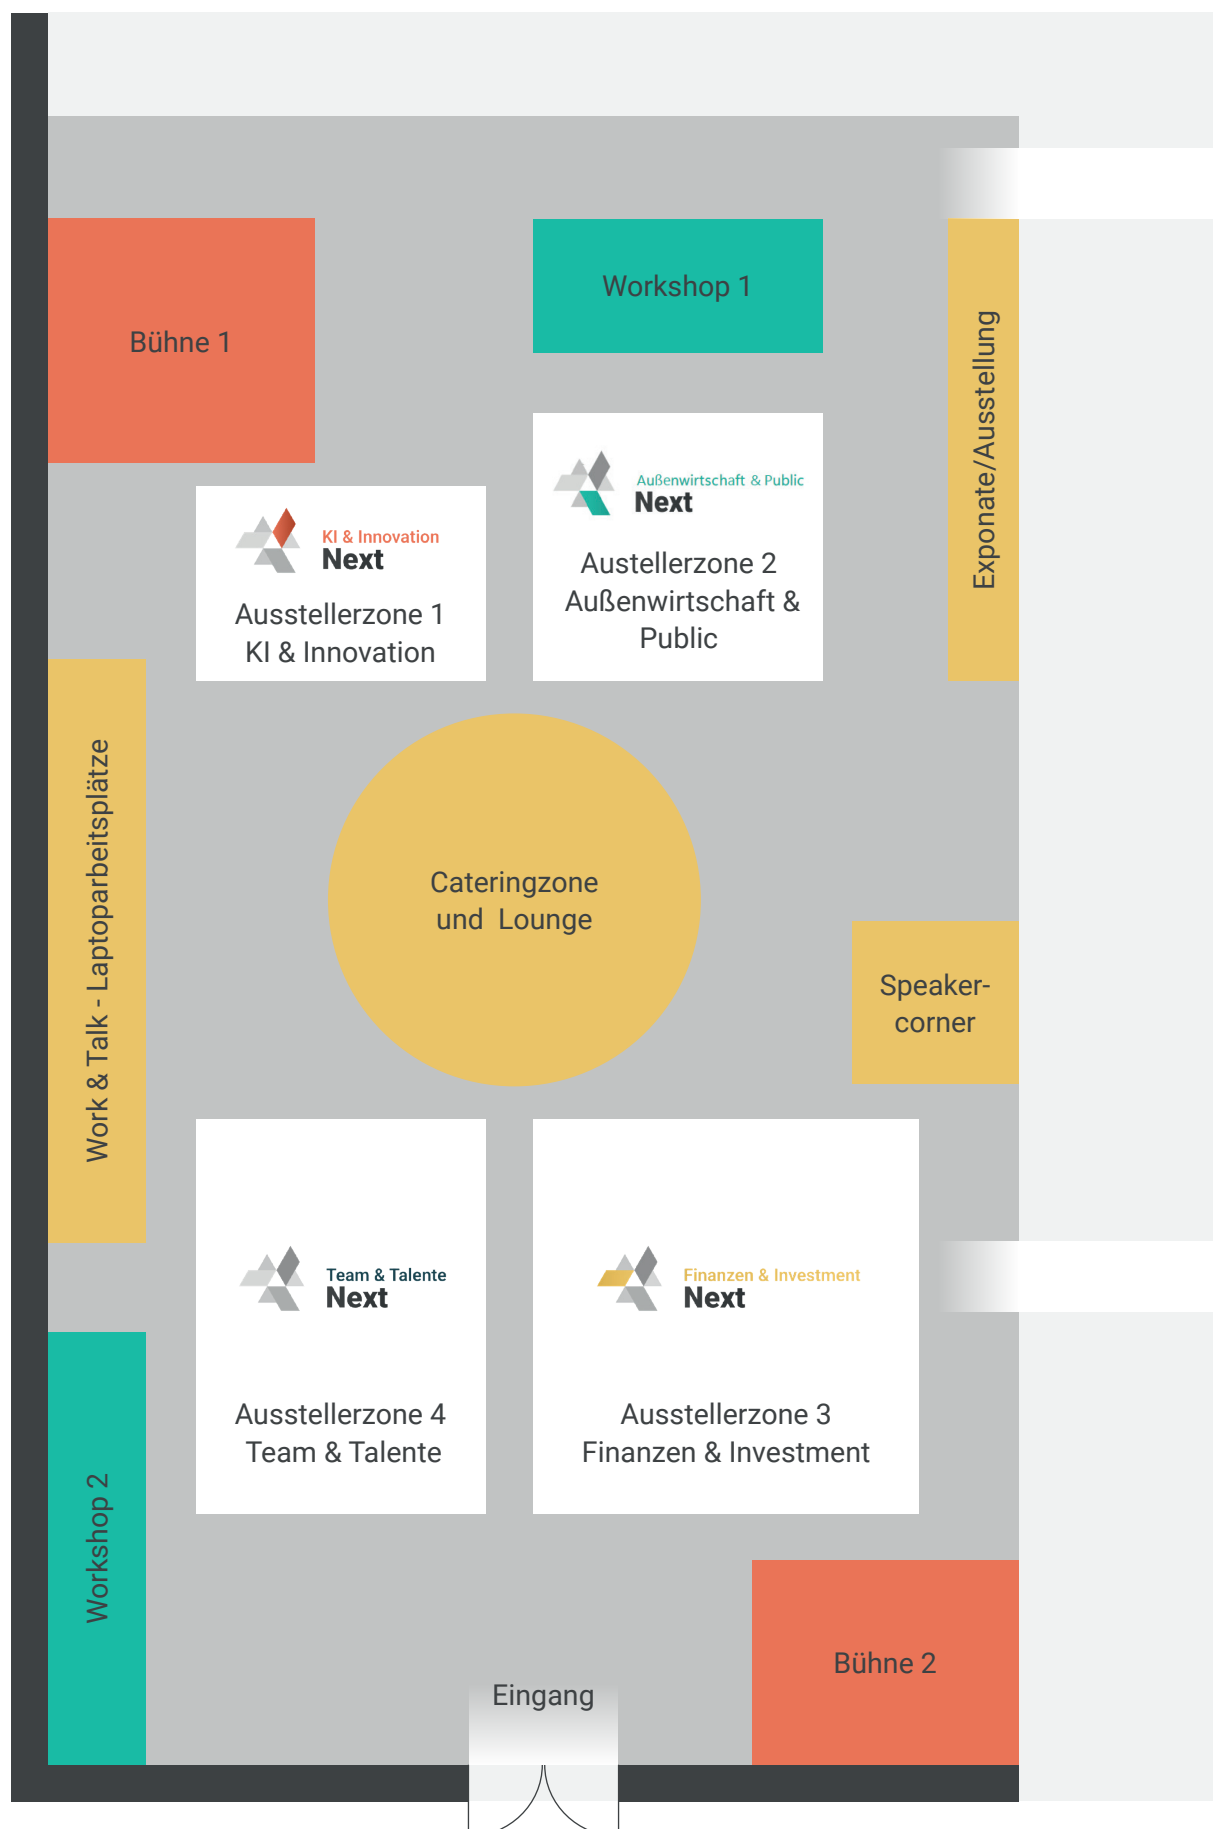 Bühne 1
Workshop 1
Exponate/Ausstellung
KI & Innovation
Next
Ausstellerzone 1
KI & Innovation
Außenwirtschaft & Public
Next
Austellerzone 2
Außenwirtschaft &
Public
Work & Talk - Laptoparbeitsplätze
Cateringzone
und Lounge
Speaker-
corner
Team & Talente
Next
Ausstellerzone 4
Team & Talente
Finanzen & Investment
Next
Ausstellerzone 3
Finanzen & Investment
Workshop 2
Bühne 2
Eingang